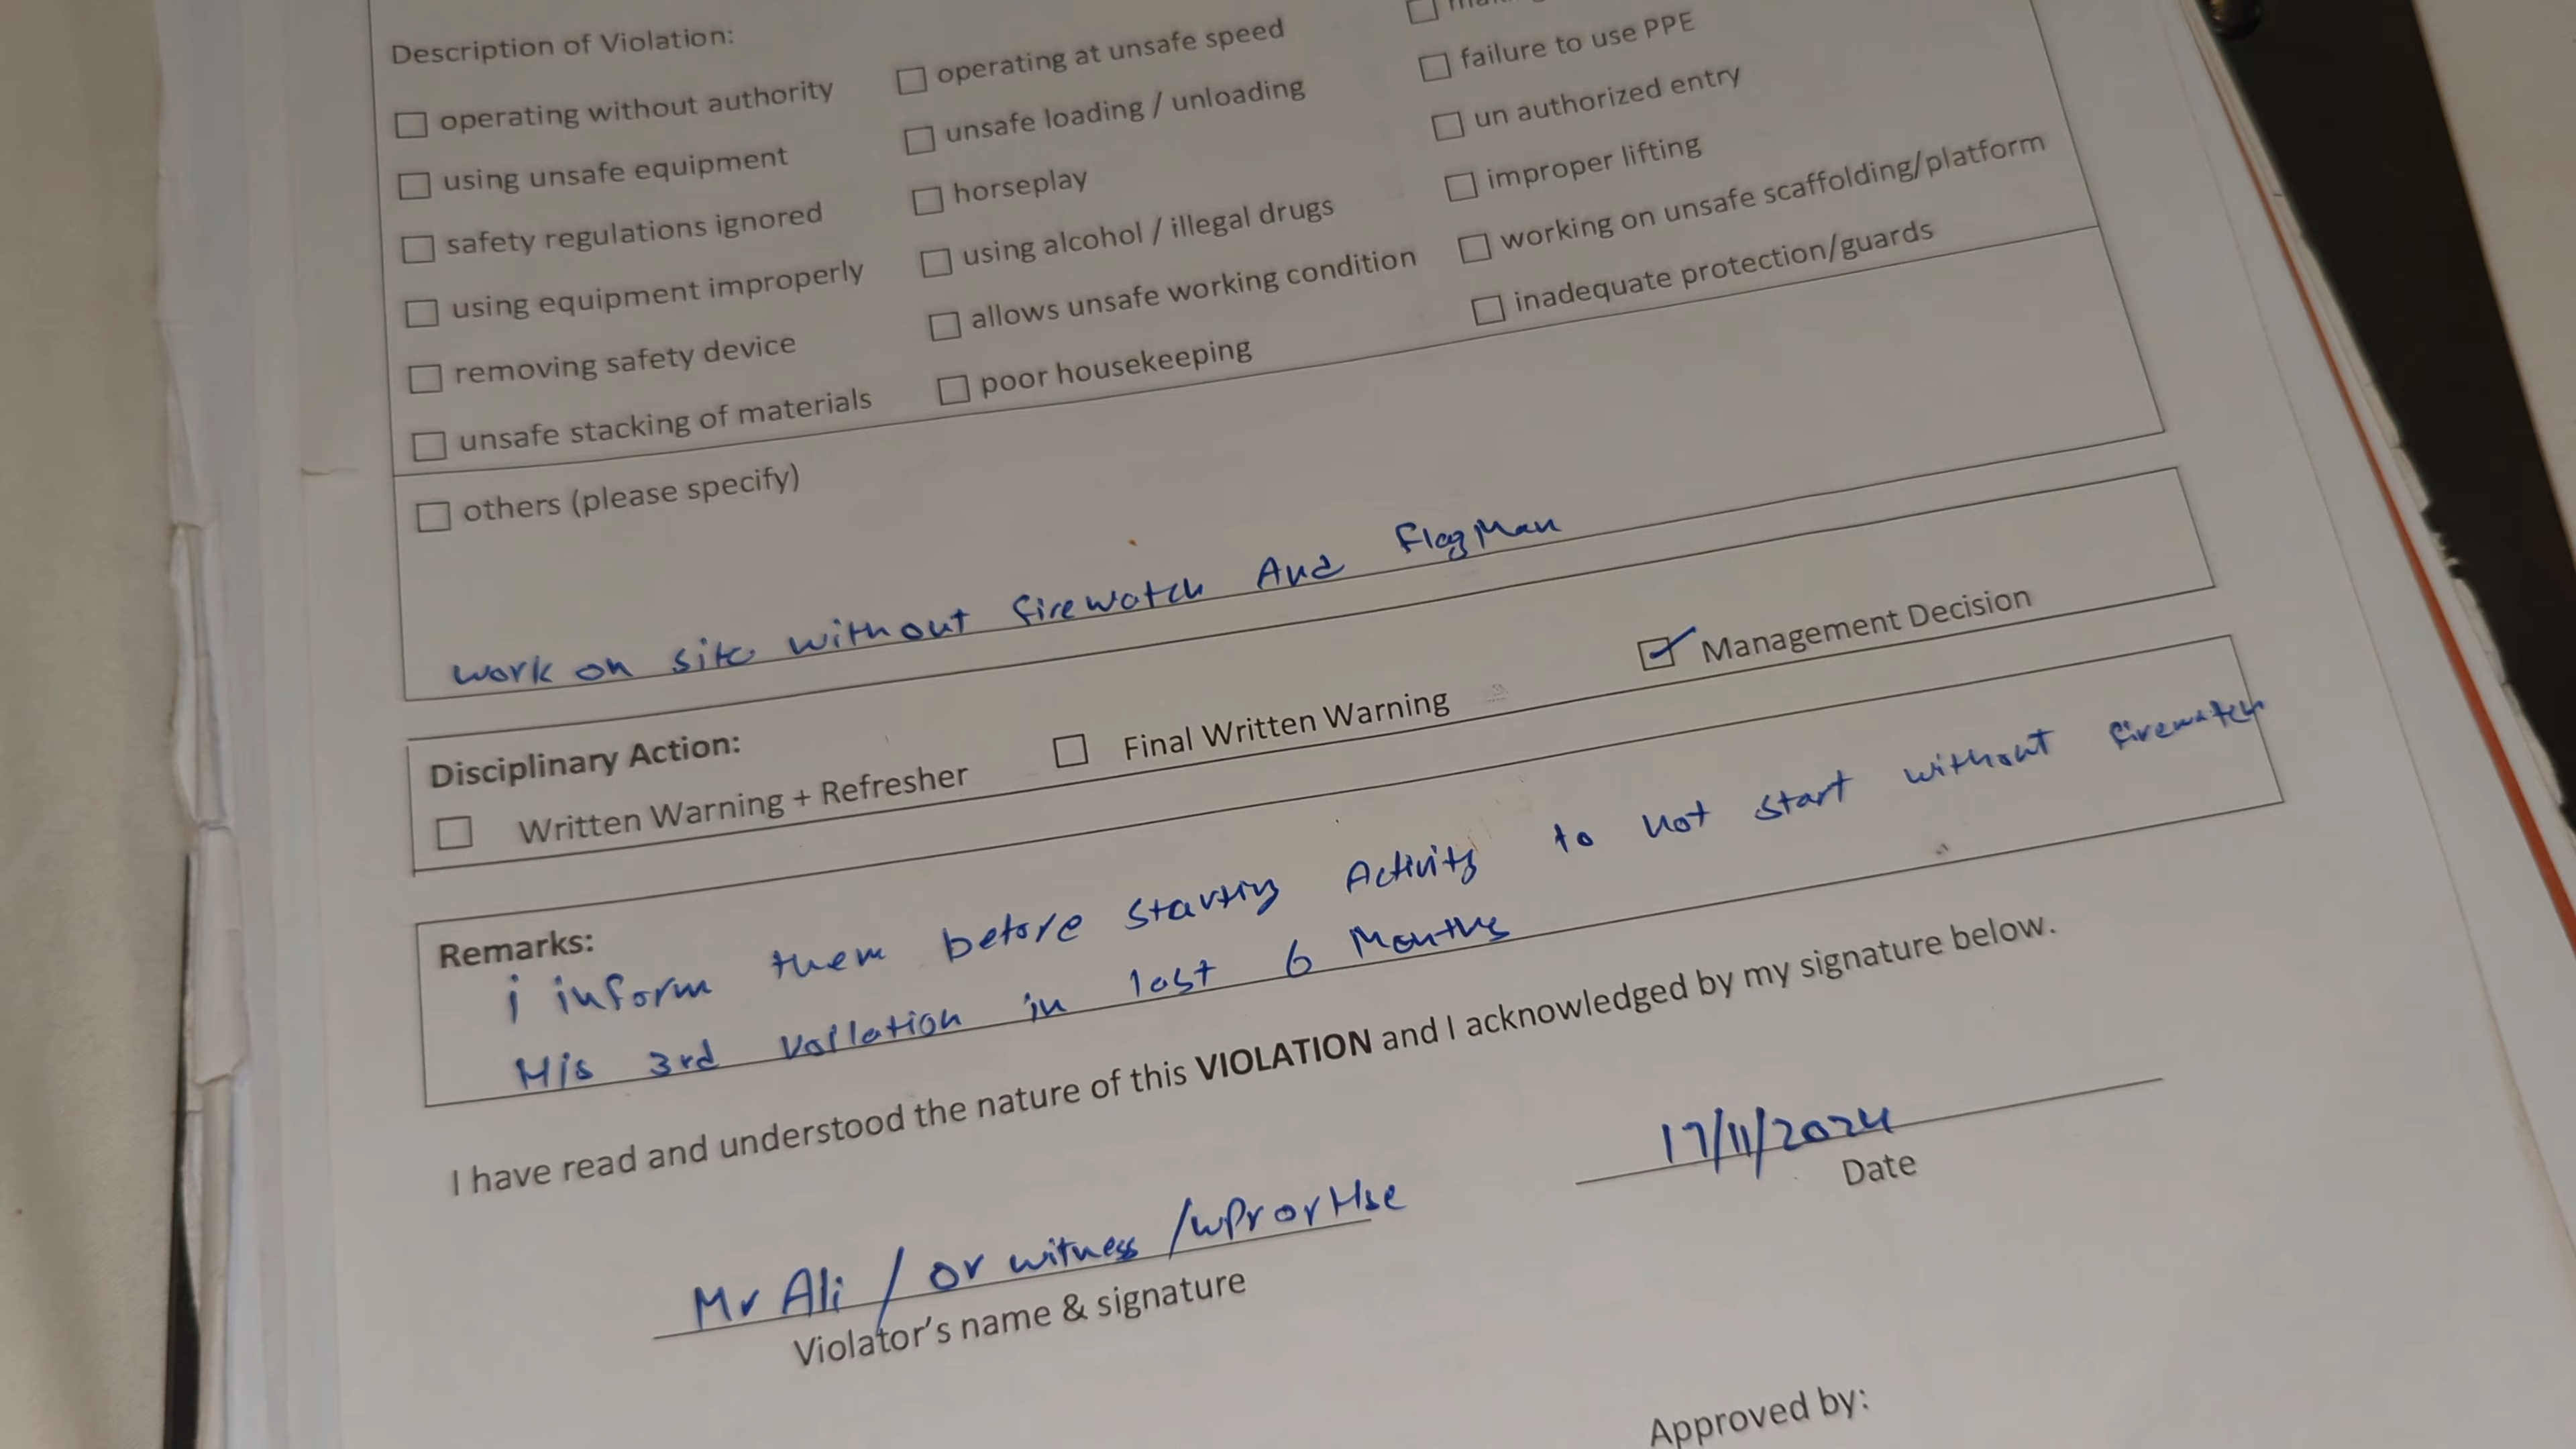 Description of Violation:
☐ operating without authority
☐ using unsafe equipment
☐ safety regulations ignored
☐ using equipment improperly
☐ removing safety device
☐ unsafe stacking of materials
☐ operating at unsafe speed
☐ unsafe loading / unloading
☐ horseplay
☐ using alcohol / illegal drugs
☐ allows unsafe working condition
☐ poor housekeeping
☐ failure to use PPE
☐ un authorized entry
☐ improper lifting
☐ working on unsafe scaffolding/platform
☐ inadequate protection/guards
☐ others (please specify)
work on site without firewatch And FlagMan
Disciplinary Action:
☐ Written Warning + Refresher
☐ Final Written Warning
☑ Management Decision
Remarks:
i inform them before starting Activity to not start without firewatch
His 3rd Voilation in last 6 Months
I have read and understood the nature of this VIOLATION and I acknowledged by my signature below.
Mr Ali / or witness /wPr or Hse
17/11/2024
Violator's name & signature
Date
Approved by: